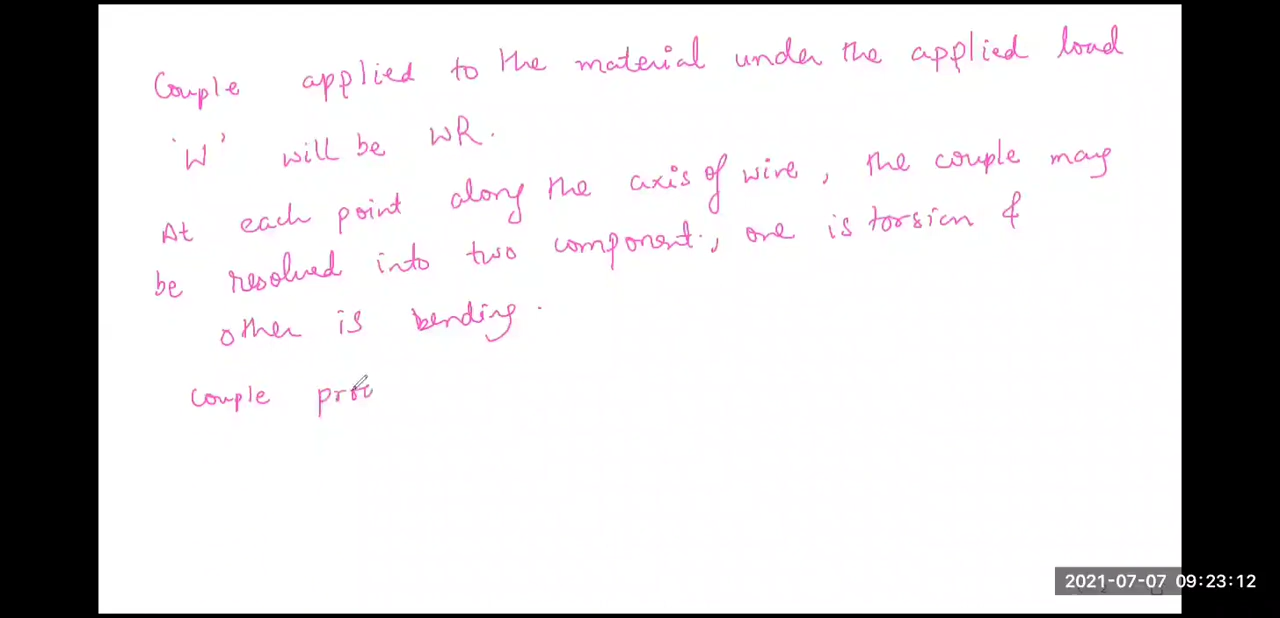 Couple applied to the material under the applied load
'W' will be WR.
At each point along the axis of wire, the couple may
be resolved into two component, one is torsion &
other is bending.
Couple pro
2021-07-07 09:23:12